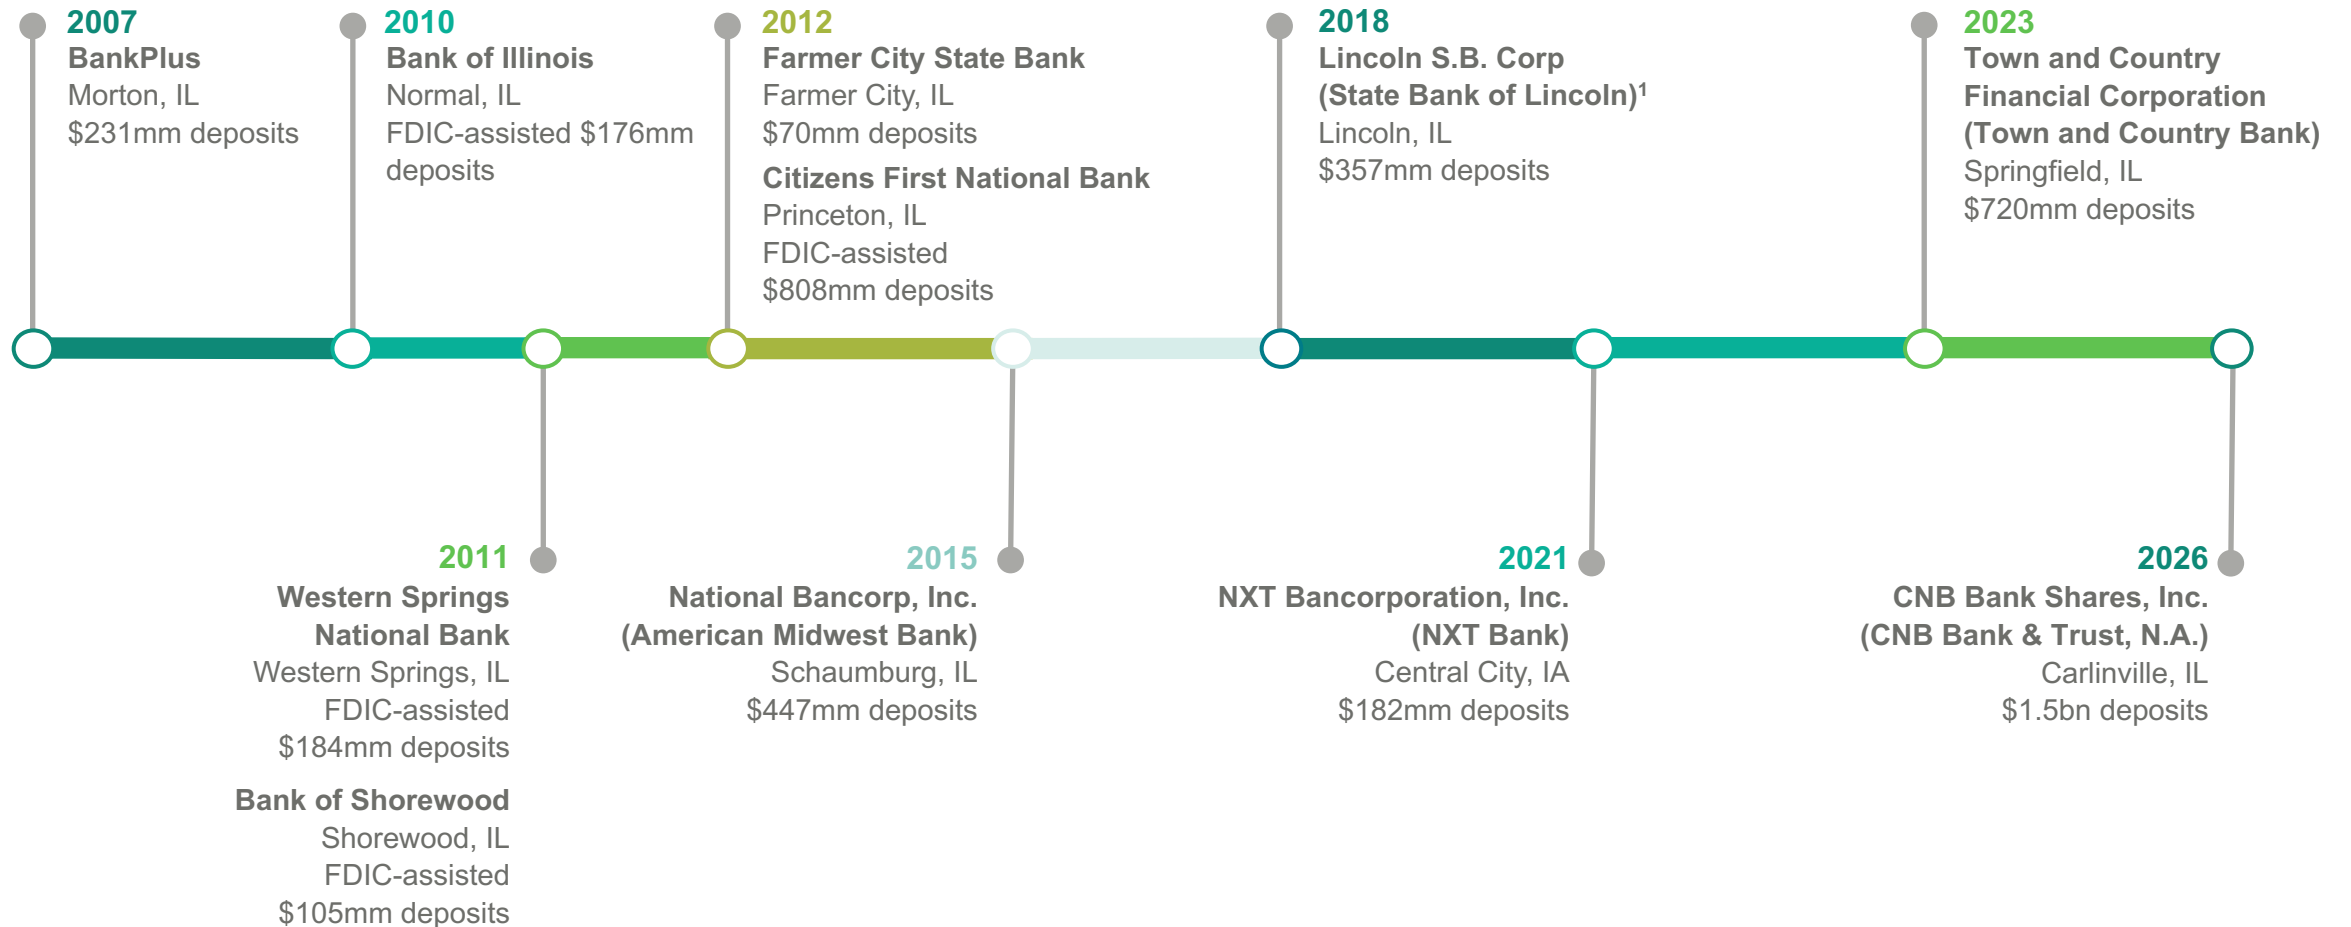 2007
BankPlus
Morton, IL
$231mm deposits
2010
Bank of Illinois
Normal, IL
FDIC-assisted $176mm
deposits
2012
Farmer City State Bank
Farmer City, IL
$70mm deposits
Citizens First National Bank
Princeton, IL
FDIC-assisted
$808mm deposits
2018
Lincoln S.B. Corp
(State Bank of Lincoln)¹
Lincoln, IL
$357mm deposits
2023
Town and Country
Financial Corporation
(Town and Country Bank)
Springfield, IL
$720mm deposits
2011
Western Springs
National Bank
Western Springs, IL
FDIC-assisted
$184mm deposits
Bank of Shorewood
Shorewood, IL
FDIC-assisted
$105mm deposits
2015
National Bancorp, Inc.
(American Midwest Bank)
Schaumburg, IL
$447mm deposits
2021
NXT Bancorporation, Inc.
(NXT Bank)
Central City, IA
$182mm deposits
2026
CNB Bank Shares, Inc.
(CNB Bank & Trust, N.A.)
Carlinville, IL
$1.5bn deposits